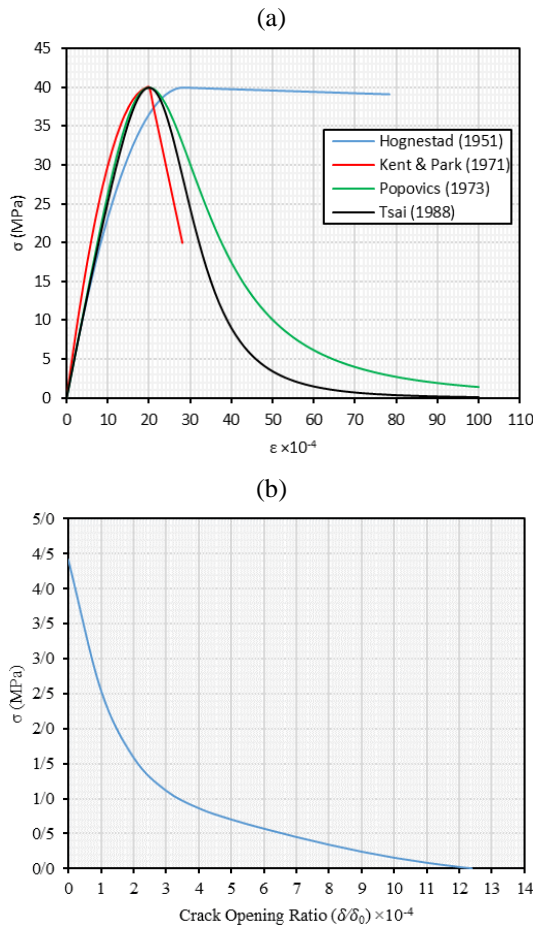 (a)
45
40
35
30
25
20
15
10
5
0
σ (MPa)
Hognestad (1951)
Kent & Park (1971)
Popovics (1973)
Tsai (1988)
0 10 20 30 40 50 60 70 80 90 100 110
ε ×10-4
(b)
5/0
4/5
4/0
3/5
3/0
2/5
2/0
1/5
1/0
0/5
0/0
σ (MPa)
0 1 2 3 4 5 6 7 8 9 10 11 12 13 14
Crack Opening Ratio (δ/δ₀) ×10⁻⁴